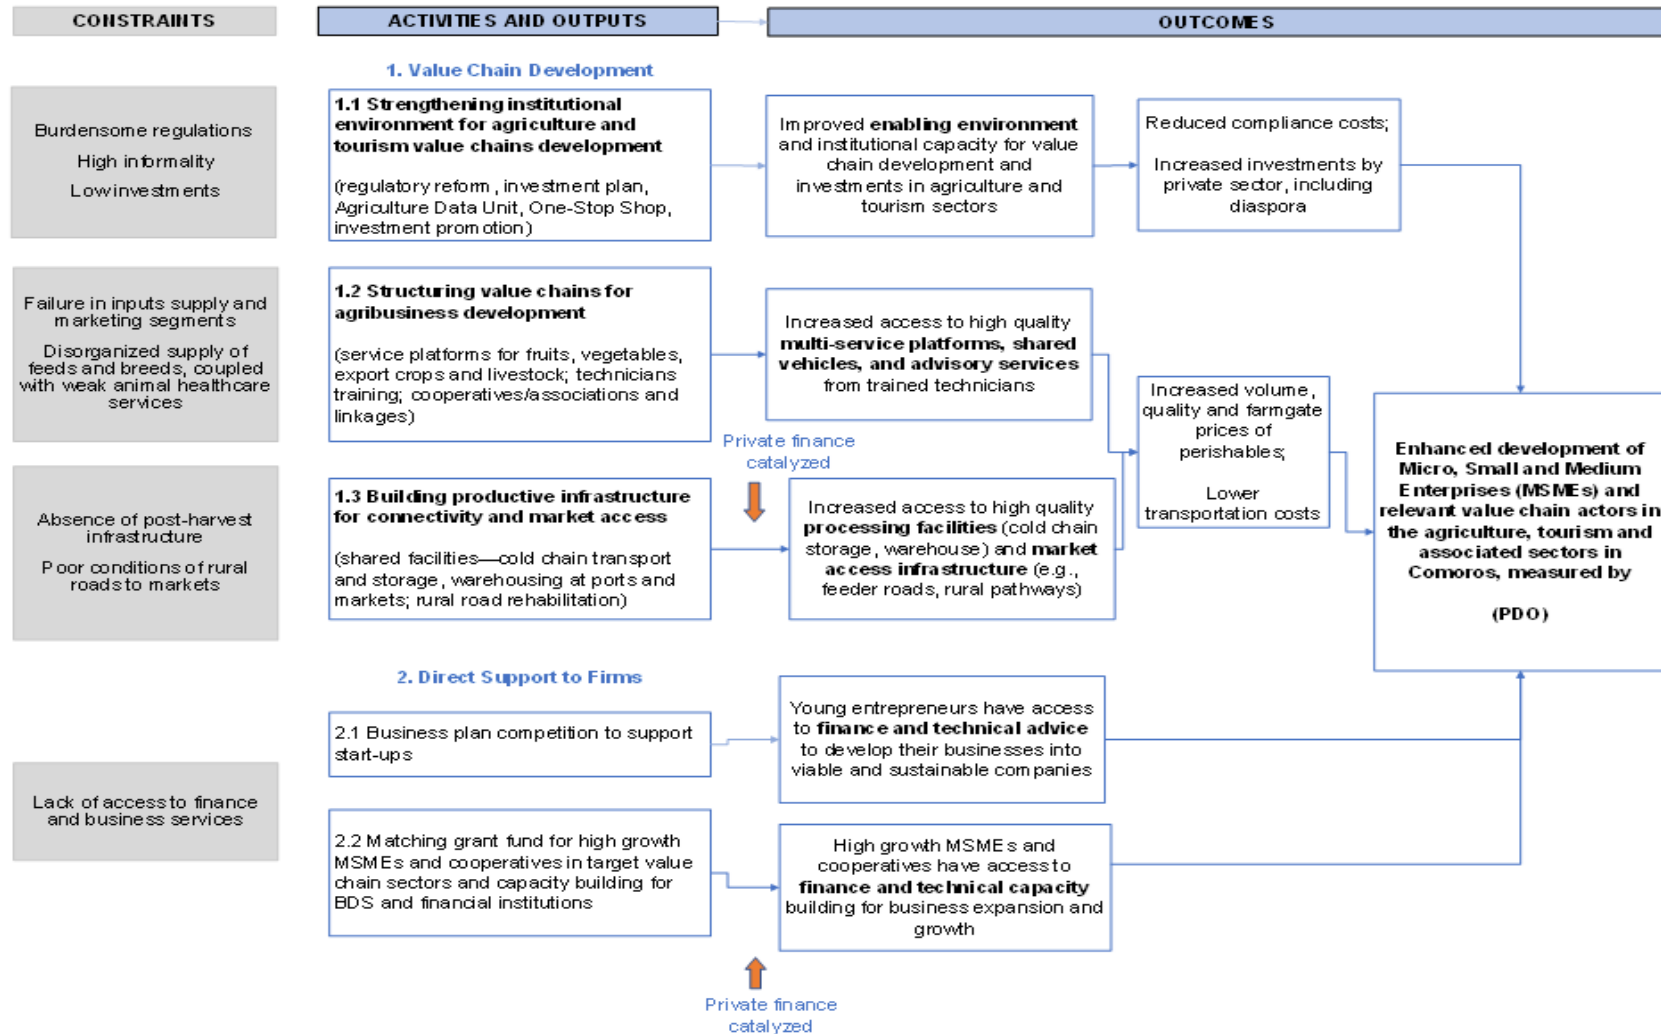 CONSTRAINTS
ACTIVITIES AND OUTPUTS
OUTCOMES
1. Value Chain Development
Burdensome regulations
High informality
Low investments
1.1 Strengthening institutional
environment for agriculture and
tourism value chains development
(regulatory reform, investment plan,
Agriculture Data Unit, One-Stop Shop,
investment promotion)
Improved enabling environment
and institutional capacity for value
chain development and
investments in agriculture and
tourism sectors
Reduced compliance costs;
Increased investments by
private sector, including
diaspora
Failure in inputs supply and
marketing segments
Disorganized supply of
feeds and breeds, coupled
with weak animal healthcare
services
1.2 Structuring value chains for
agribusiness development
(service platforms for fruits, vegetables,
export crops and livestock; technicians
training; cooperatives/associations and
linkages)
Increased access to high quality
multi-service platforms, shared
vehicles, and advisory services
from trained technicians
Private finance
catalyzed
Increased volume,
quality and farmgate
prices of
perishables;
Lower
transportation costs
Enhanced development of
Micro, Small and Medium
Enterprises (MSMEs) and
relevant value chain actors in
the agriculture, tourism and
associated sectors in
Comoros, measured by
(PDO)
Absence of post-harvest
infrastructure
Poor conditions of rural
roads to markets
1.3 Building productive infrastructure
for connectivity and market access
(shared facilities—cold chain transport
and storage, warehousing at ports and
markets; rural road rehabilitation)
Increased access to high quality
processing facilities (cold chain
storage, warehouse) and market
access infrastructure (e.g.,
feeder roads, rural pathways)
2. Direct Support to Firms
Lack of access to finance
and business services
2.1 Business plan competition to support
start-ups
Young entrepreneurs have access
to finance and technical advice
to develop their businesses into
viable and sustainable companies
2.2 Matching grant fund for high growth
MSMEs and cooperatives in target value
chain sectors and capacity building for
BDS and financial institutions
High growth MSMEs and
cooperatives have access to
finance and technical capacity
building for business expansion and
growth
Private finance
catalyzed